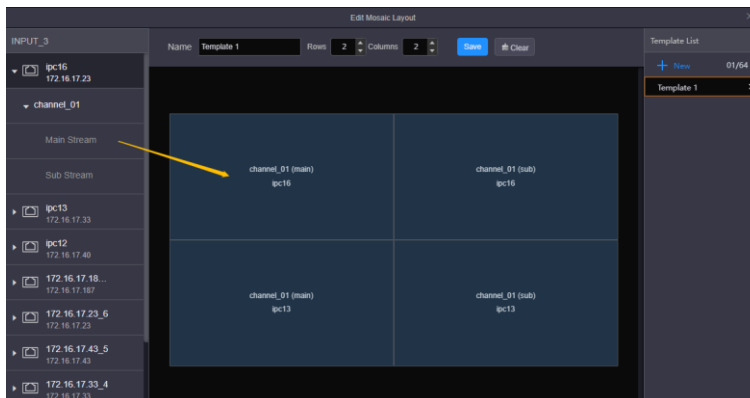 Edit Mosaic Layout
INPUT_3
Name Template 1 Rows 2 Columns 2 Save Clear
Template List
New 01/64
Template 1
ipc16
172.16.17.23
channel_01
Main Stream
Sub Stream
ipc13
172.16.17.33
ipc12
172.16.17.40
172.16.17.18...
172.16.17.187
172.16.17.23_6
172.16.17.23
172.16.17.43_5
172.16.17.43
172.16.17.33_4
172.16.17.33
channel_01 (main)
ipc16
channel_01 (sub)
ipc16
channel_01 (main)
ipc13
channel_01 (sub)
ipc13